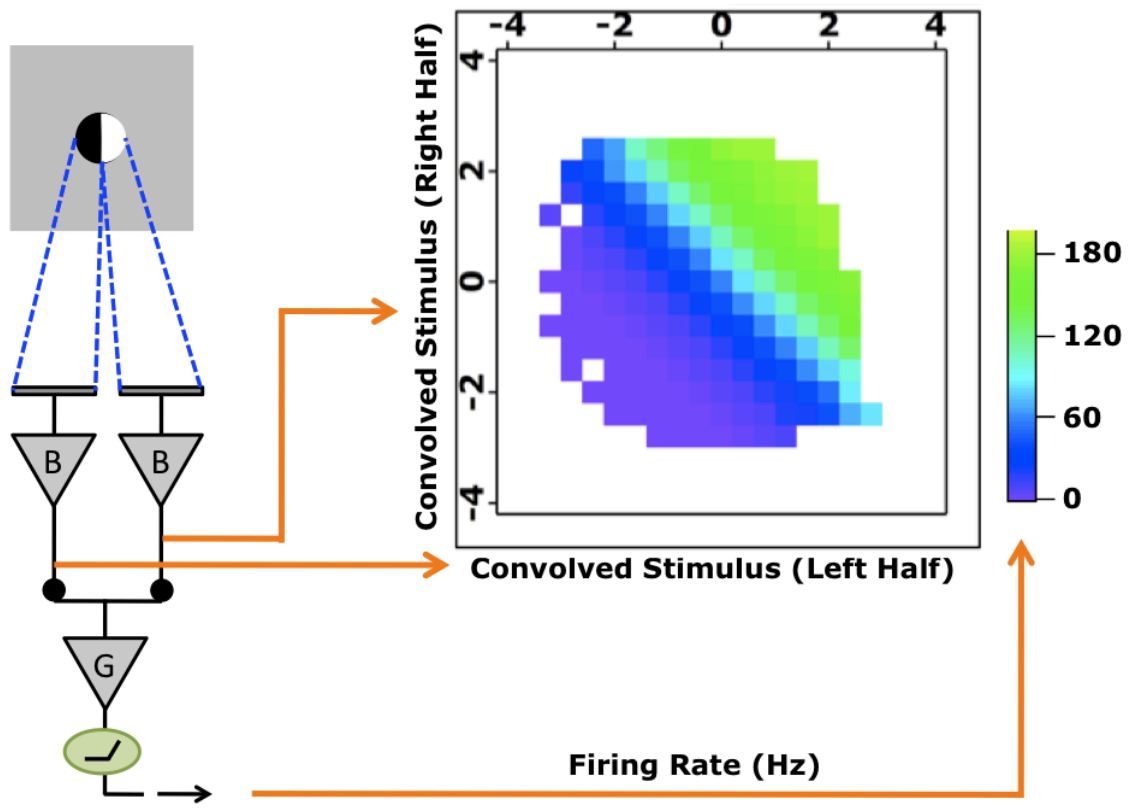 -4 -2 0 2 4
Convolved Stimulus (Right Half)
4
2
0
-2
-4
180
120
60
0
B B
Convolved Stimulus (Left Half)
G
Firing Rate (Hz)